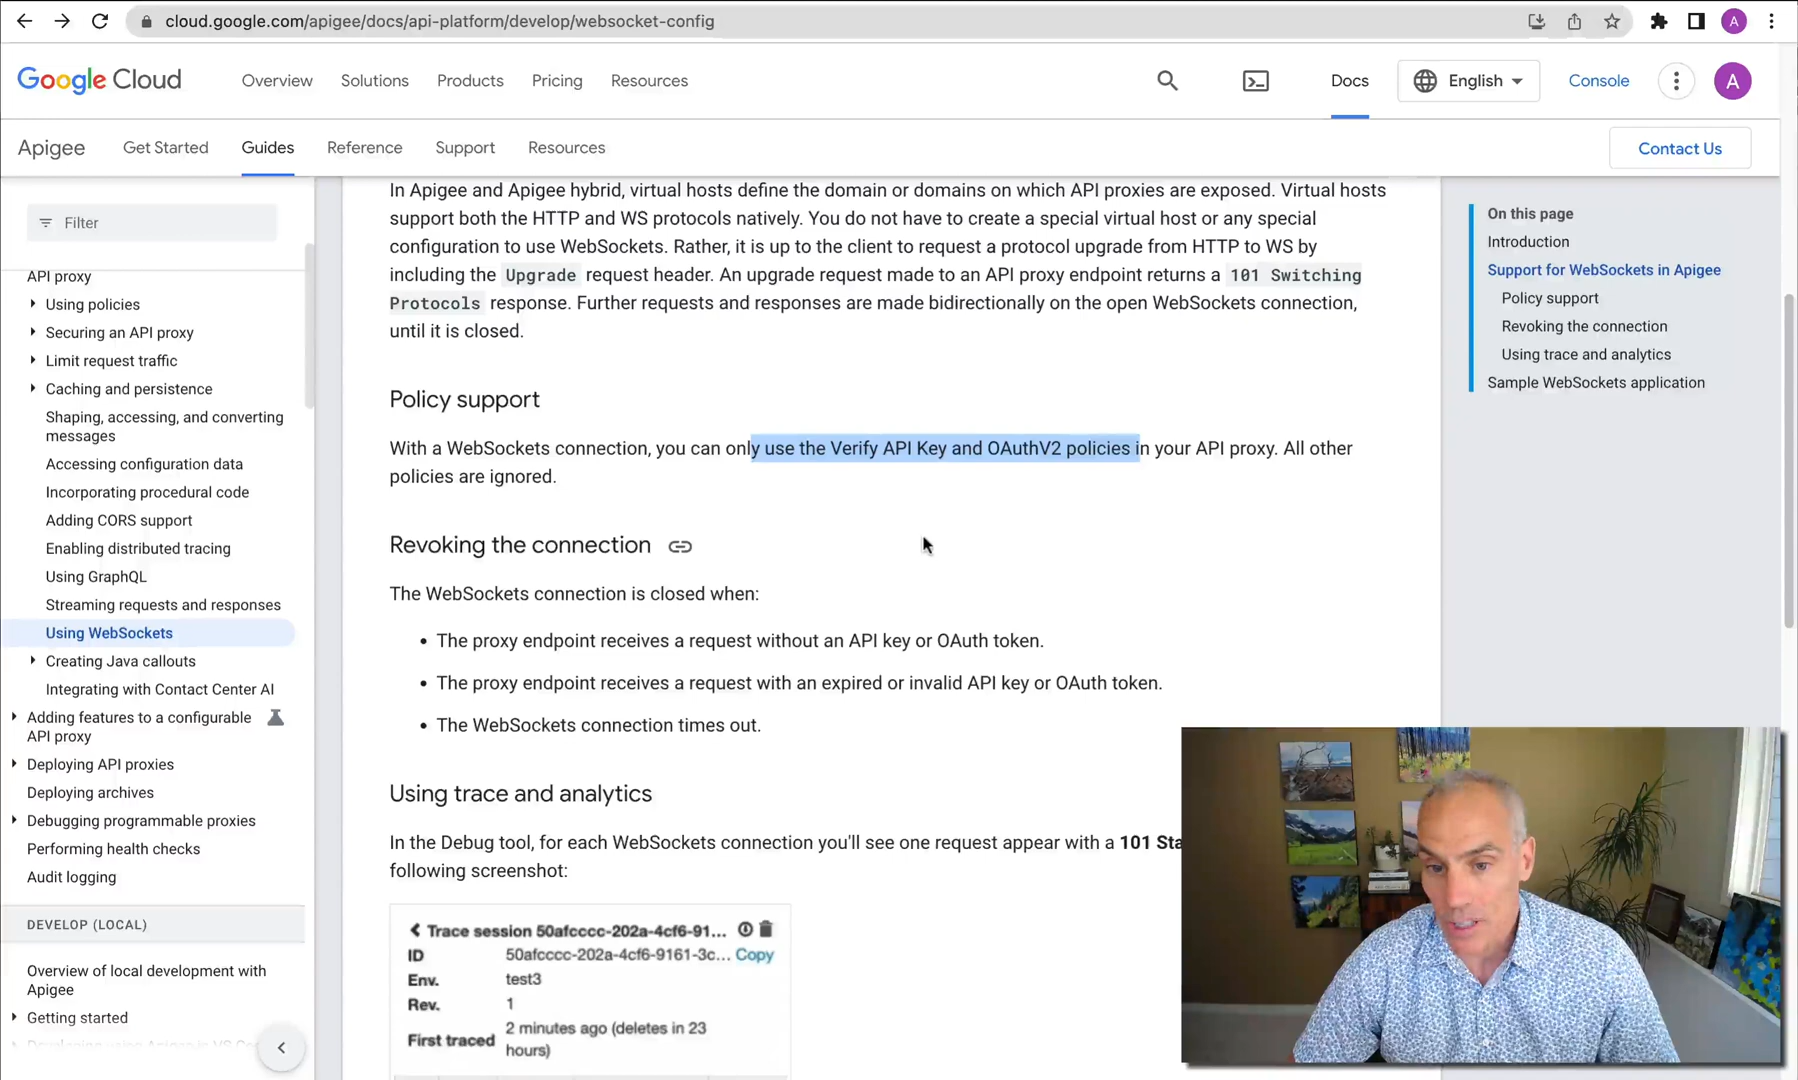 cloud.google.com/apigee/docs/api-platform/develop/websocket-config
A
Google Cloud
Overview
Solutions
Products
Pricing
Resources
Docs
English
Console
A
Apigee
Get Started
Guides
Reference
Support
Resources
Contact Us
Filter
API proxy
Using policies
Securing an API proxy
Limit request traffic
Caching and persistence
Shaping, accessing, and converting
messages
Accessing configuration data
Incorporating procedural code
Adding CORS support
Enabling distributed tracing
Using GraphQL
Streaming requests and responses
Using WebSockets
Creating Java callouts
Integrating with Contact Center AI
Adding features to a configurable
API proxy
Deploying API proxies
Deploying archives
Debugging programmable proxies
Performing health checks
Audit logging
DEVELOP (LOCAL)
Overview of local development with
Apigee
Getting started
In Apigee and Apigee hybrid, virtual hosts define the domain or domains on which API proxies are exposed. Virtual hosts
support both the HTTP and WS protocols natively. You do not have to create a special virtual host or any special
configuration to use WebSockets. Rather, it is up to the client to request a protocol upgrade from HTTP to WS by
including the Upgrade request header. An upgrade request made to an API proxy endpoint returns a 101 Switching
Protocols response. Further requests and responses are made bidirectionally on the open WebSockets connection,
until it is closed.
Policy support
With a WebSockets connection, you can only use the Verify API Key and OAuthV2 policies in your API proxy. All other
policies are ignored.
Revoking the connection
The WebSockets connection is closed when:
• The proxy endpoint receives a request without an API key or OAuth token.
• The proxy endpoint receives a request with an expired or invalid API key or OAuth token.
• The WebSockets connection times out.
Using trace and analytics
In the Debug tool, for each WebSockets connection you'll see one request appear with a 101 Sta
following screenshot:
Trace session 50afcccc-202a-4cf6-91...
ID 50afcccc-202a-4cf6-9161-3c... Copy
Env. test3
Rev. 1
First traced 2 minutes ago (deletes in 23
hours)
On this page
Introduction
Support for WebSockets in Apigee
Policy support
Revoking the connection
Using trace and analytics
Sample WebSockets application